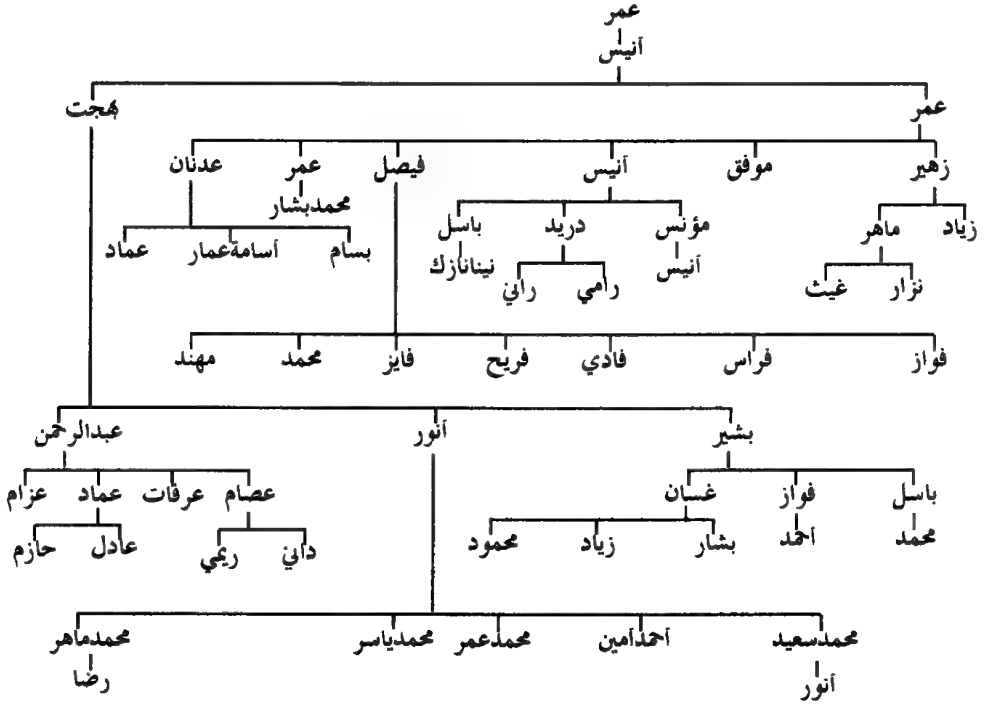 عمر
أنيس
عمر بهجت
زهير موفق أنيس فيصل عمر عدنان
محمدبشار
زياد ماهر مؤنس دريد باسل
بسام أسامةعمار عماد
نزار غيث أنيس رامي راني نينانازك
فواز فراس فادي فريح فايز محمد مهند
بشير أنور عبدالرحمن
باسل فواز غسان عصام عرفات عماد عزام
محمد أحمد بشار زياد محمود داني ريمي عادل حازم
محمدسعيد أحمدأمين محمدعمر محمدياسر محمدماهر
أنور رضا